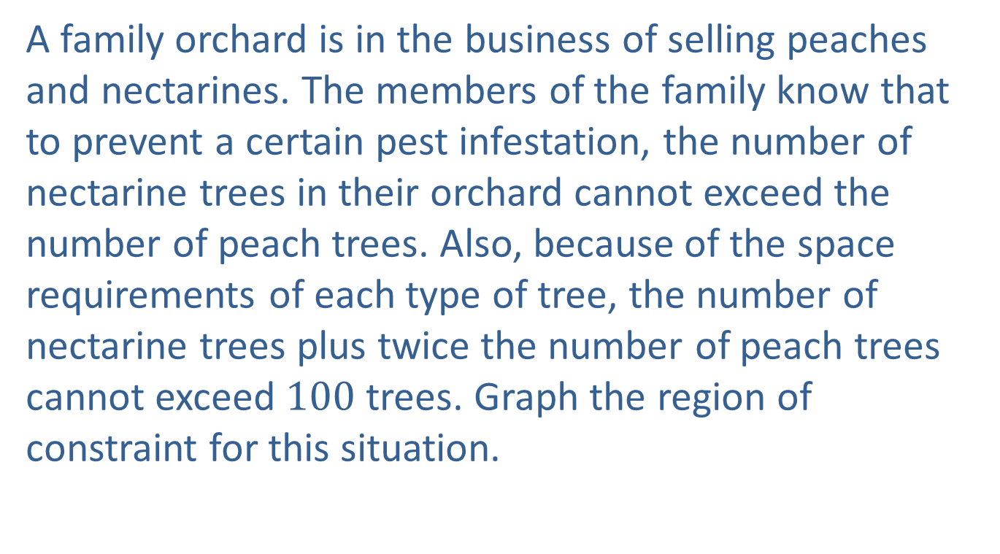 A family orchard is in the business of selling peaches
and nectarines. The members of the family know that
to prevent a certain pest infestation, the number of
nectarine trees in their orchard cannot exceed the
number of peach trees. Also, because of the space
requirements of each type of tree, the number of
nectarine trees plus twice the number of peach trees
cannot exceed 100 trees. Graph the region of
constraint for this situation.